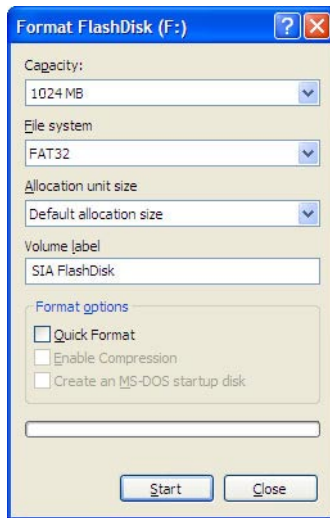 Format FlashDisk (F:)
Capacity:
1024 MB
File system
FAT32
Allocation unit size
Default allocation size
Volume label
SIA FlashDisk
Format options
Quick Format
Enable Compression
Create an MS-DOS startup disk
Start Close